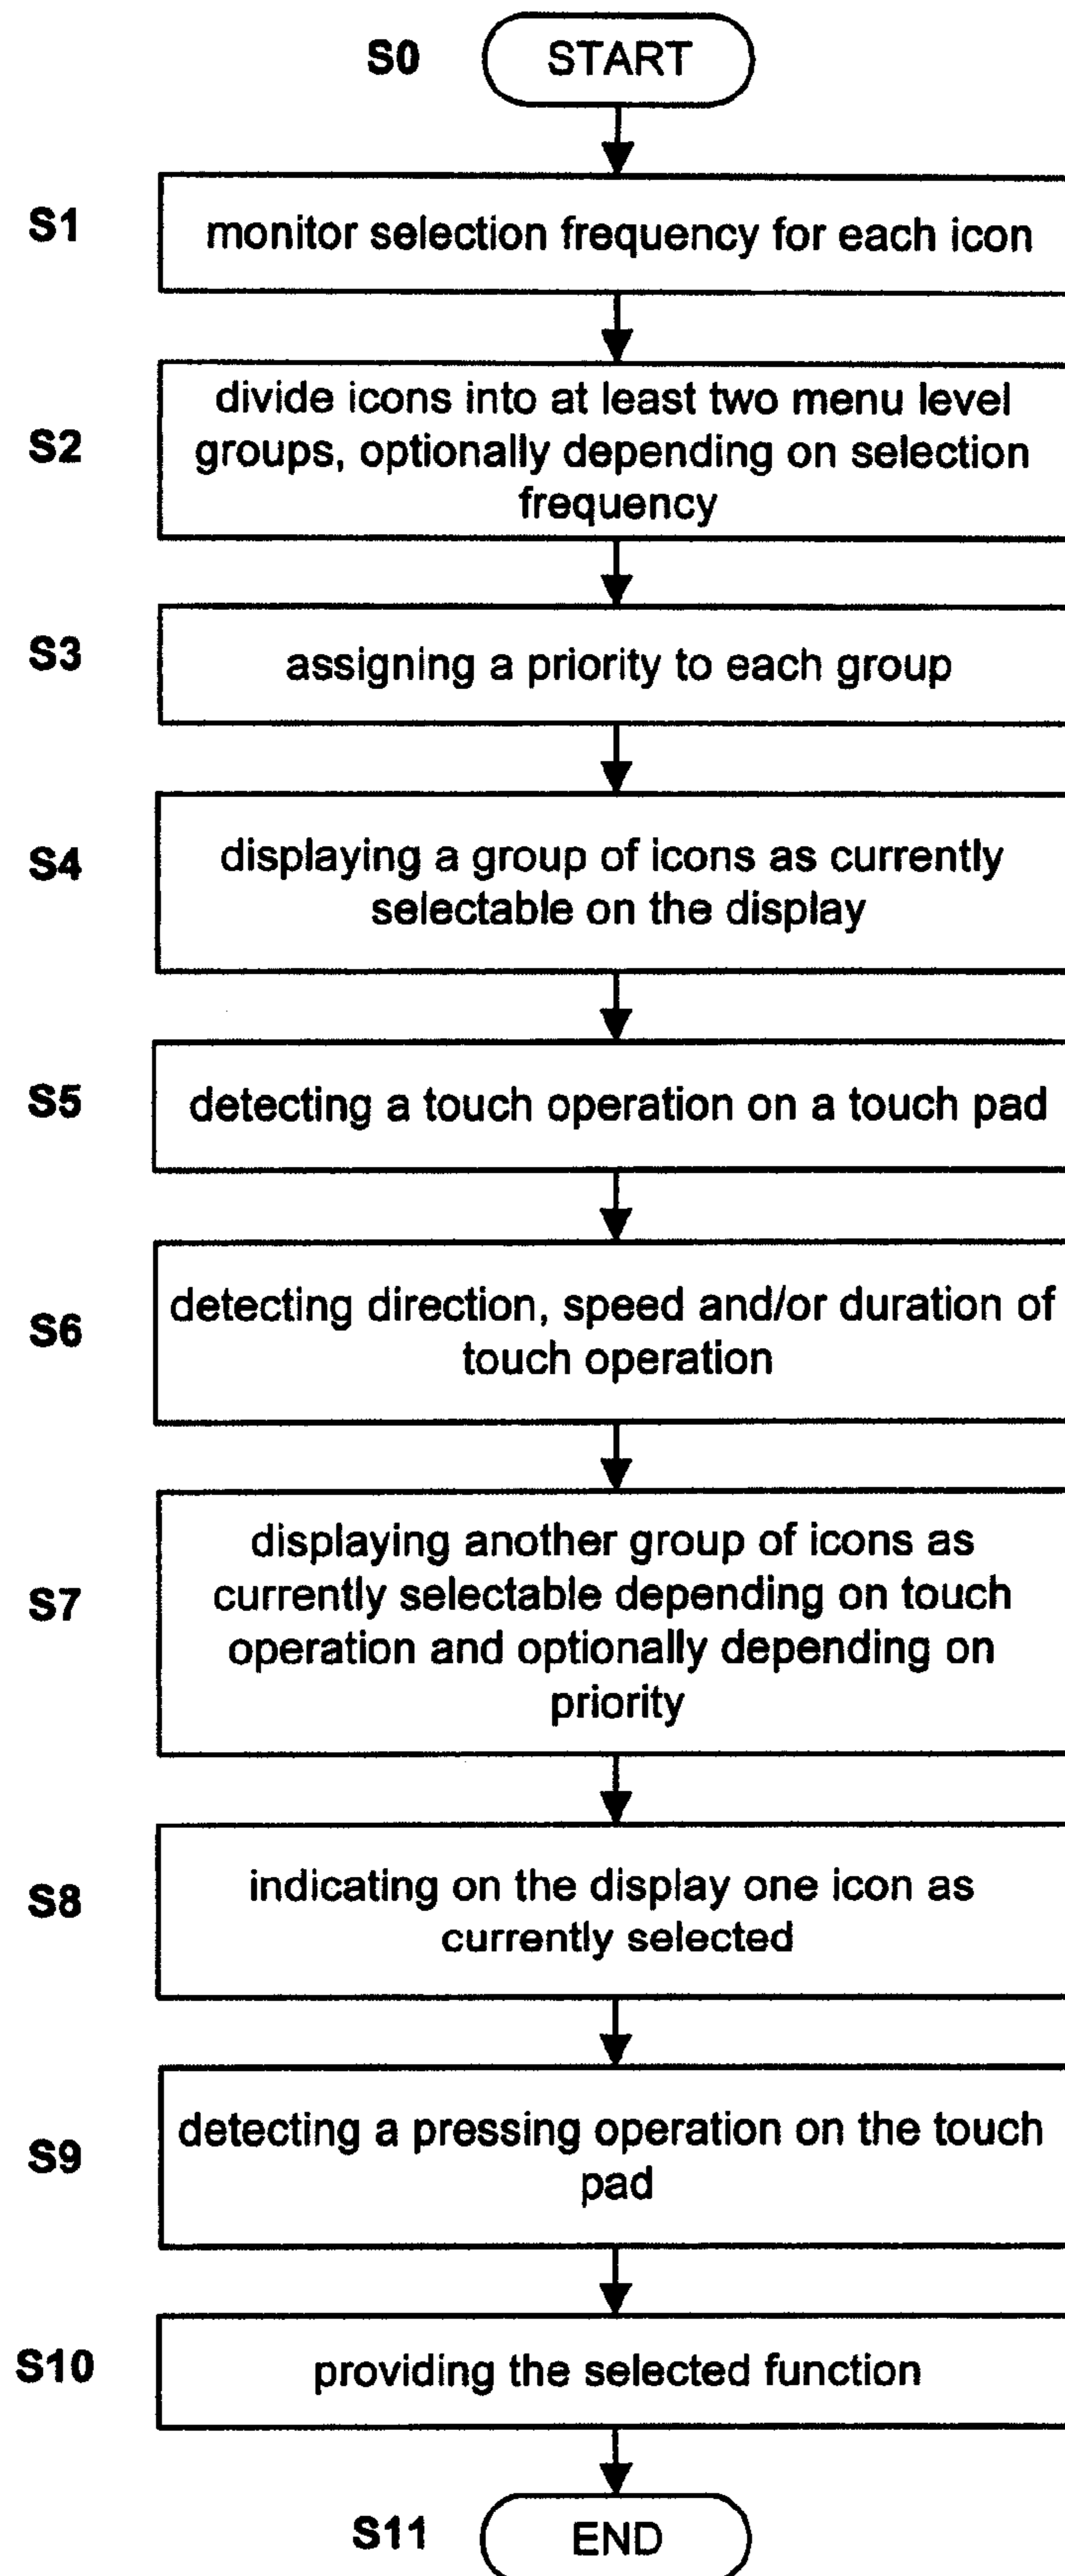 S0 START
S1 monitor selection frequency for each icon
S2 divide icons into at least two menu level
groups, optionally depending on selection
frequency
S3 assigning a priority to each group
S4 displaying a group of icons as currently
selectable on the display
S5 detecting a touch operation on a touch pad
S6 detecting direction, speed and/or duration of
touch operation
S7 displaying another group of icons as
currently selectable depending on touch
operation and optionally depending on
priority
S8 indicating on the display one icon as
currently selected
S9 detecting a pressing operation on the touch
pad
S10 providing the selected function
S11 END